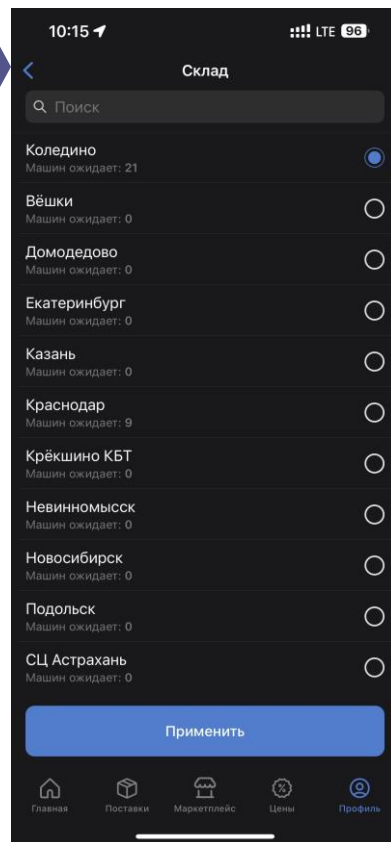 10:15
LTE 96
Склад
Поиск
Коледино
Машин ожидает: 21
Вёшки
Машин ожидает: 0
Домодедово
Машин ожидает: 0
Екатеринбург
Машин ожидает: 0
Казань
Машин ожидает: 0
Краснодар
Машин ожидает: 9
Крёкшино КБТ
Машин ожидает: 0
Невинномысск
Машин ожидает: 0
Новосибирск
Машин ожидает: 0
Подольск
Машин ожидает: 0
СЦ Астрахань
Машин ожидает: 0
Применить
Главная Поставки Маркетплейс Цены Профиль